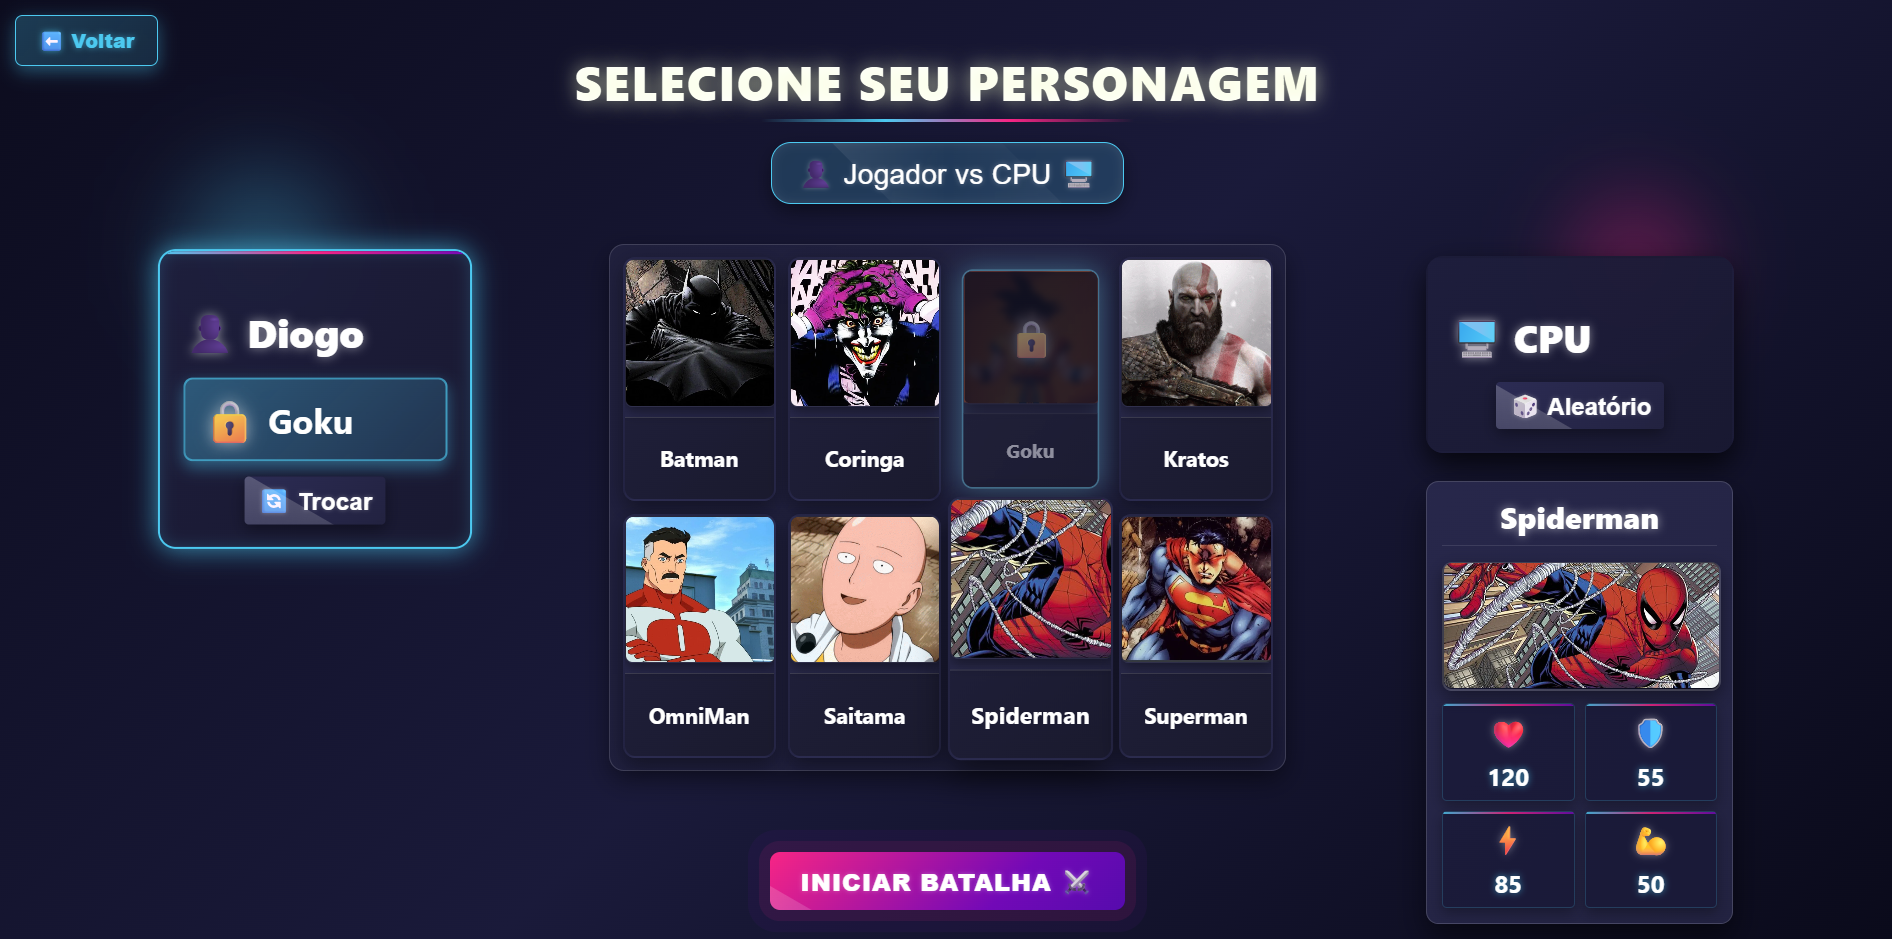 Voltar
SELECIONE SEU PERSONAGEM
Jogador vs CPU
Diogo
Goku
Trocar
Batman
Coringa
Goku
Kratos
OmniMan
Saitama
Spiderman
Superman
CPU
Aleatório
Spiderman
120
55
85
50
INICIAR BATALHA